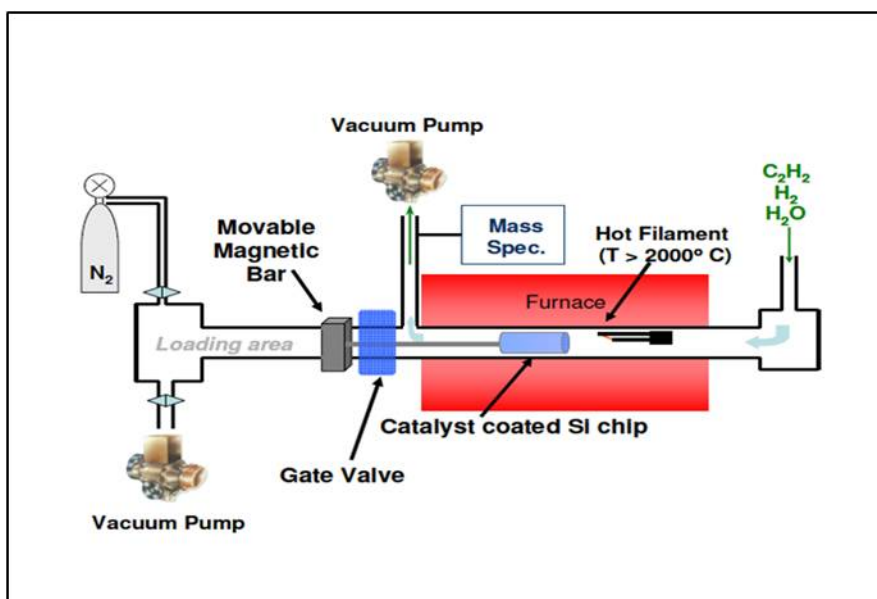 Vacuum Pump
C₂H₂
H₂
H₂O
Movable
Magnetic
Bar
Mass
Spec.
Hot Filament
(T > 2000º C)
N₂
Furnace
Loading area
Catalyst coated SI chip
Gate Valve
Vacuum Pump